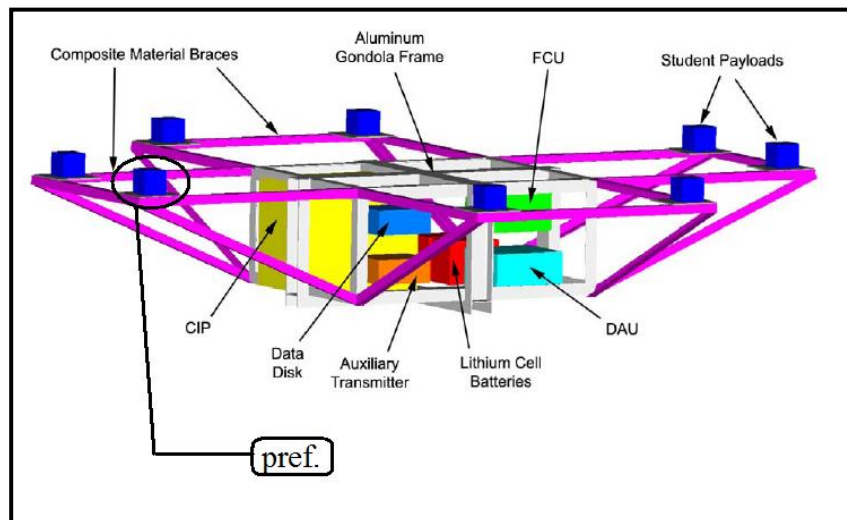 Composite Material Braces
Aluminum
Gondola Frame
FCU
Student Payloads
CIP
Data
Disk
Auxiliary
Transmitter
Lithium Cell
Batteries
DAU
pref.